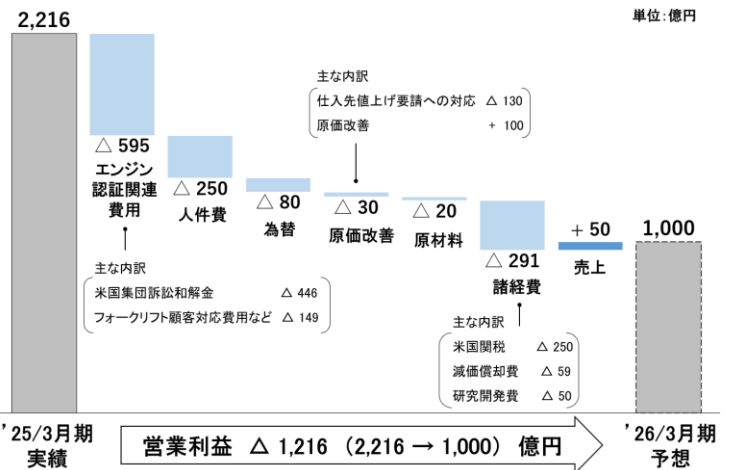 単位：億円
2,216
△ 595
エンジン
認証関連
費用
主な内訳
米国集団訴訟和解金 △ 446
フォークリフト顧客対応費用など △ 149
△ 250
人件費
△ 80
為替
主な内訳
仕入先値上げ要請への対応 △ 130
原価改善 + 100
△ 30
原価改善
△ 20
原材料
△ 291
諸経費
主な内訳
米国関税 △ 250
減価償却費 △ 59
研究開発費 △ 50
+ 50
売上
1,000
'25/3月期
実績
営業利益 △ 1,216 （2,216 → 1,000） 億円
'26/3月期
予想